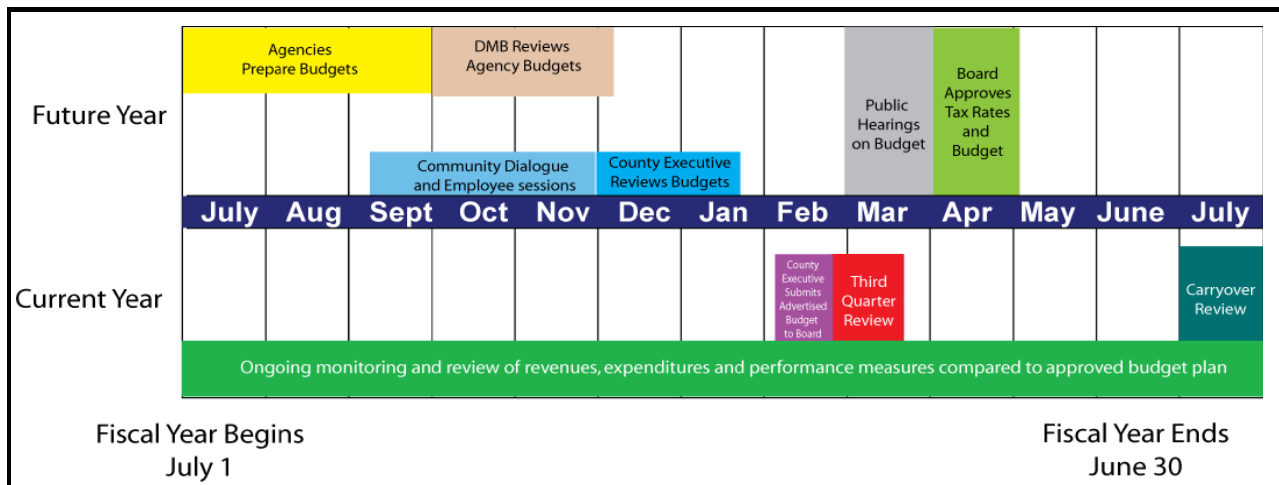 Agencies
Prepare Budgets
DMB Reviews
Agency Budgets
Future Year
Public
Hearings
on Budget
Board
Approves
Tax Rates
and
Budget
Community Dialogue
and Employee sessions
County Executive
Reviews Budgets
July Aug Sept Oct Nov Dec Jan Feb Mar Apr May June July
Current Year
County
Executive
Submits
Advertised
Budget
to Board
Third
Quarter
Review
Carryover
Review
Ongoing monitoring and review of revenues, expenditures and performance measures compared to approved budget plan
Fiscal Year Begins
July 1
Fiscal Year Ends
June 30